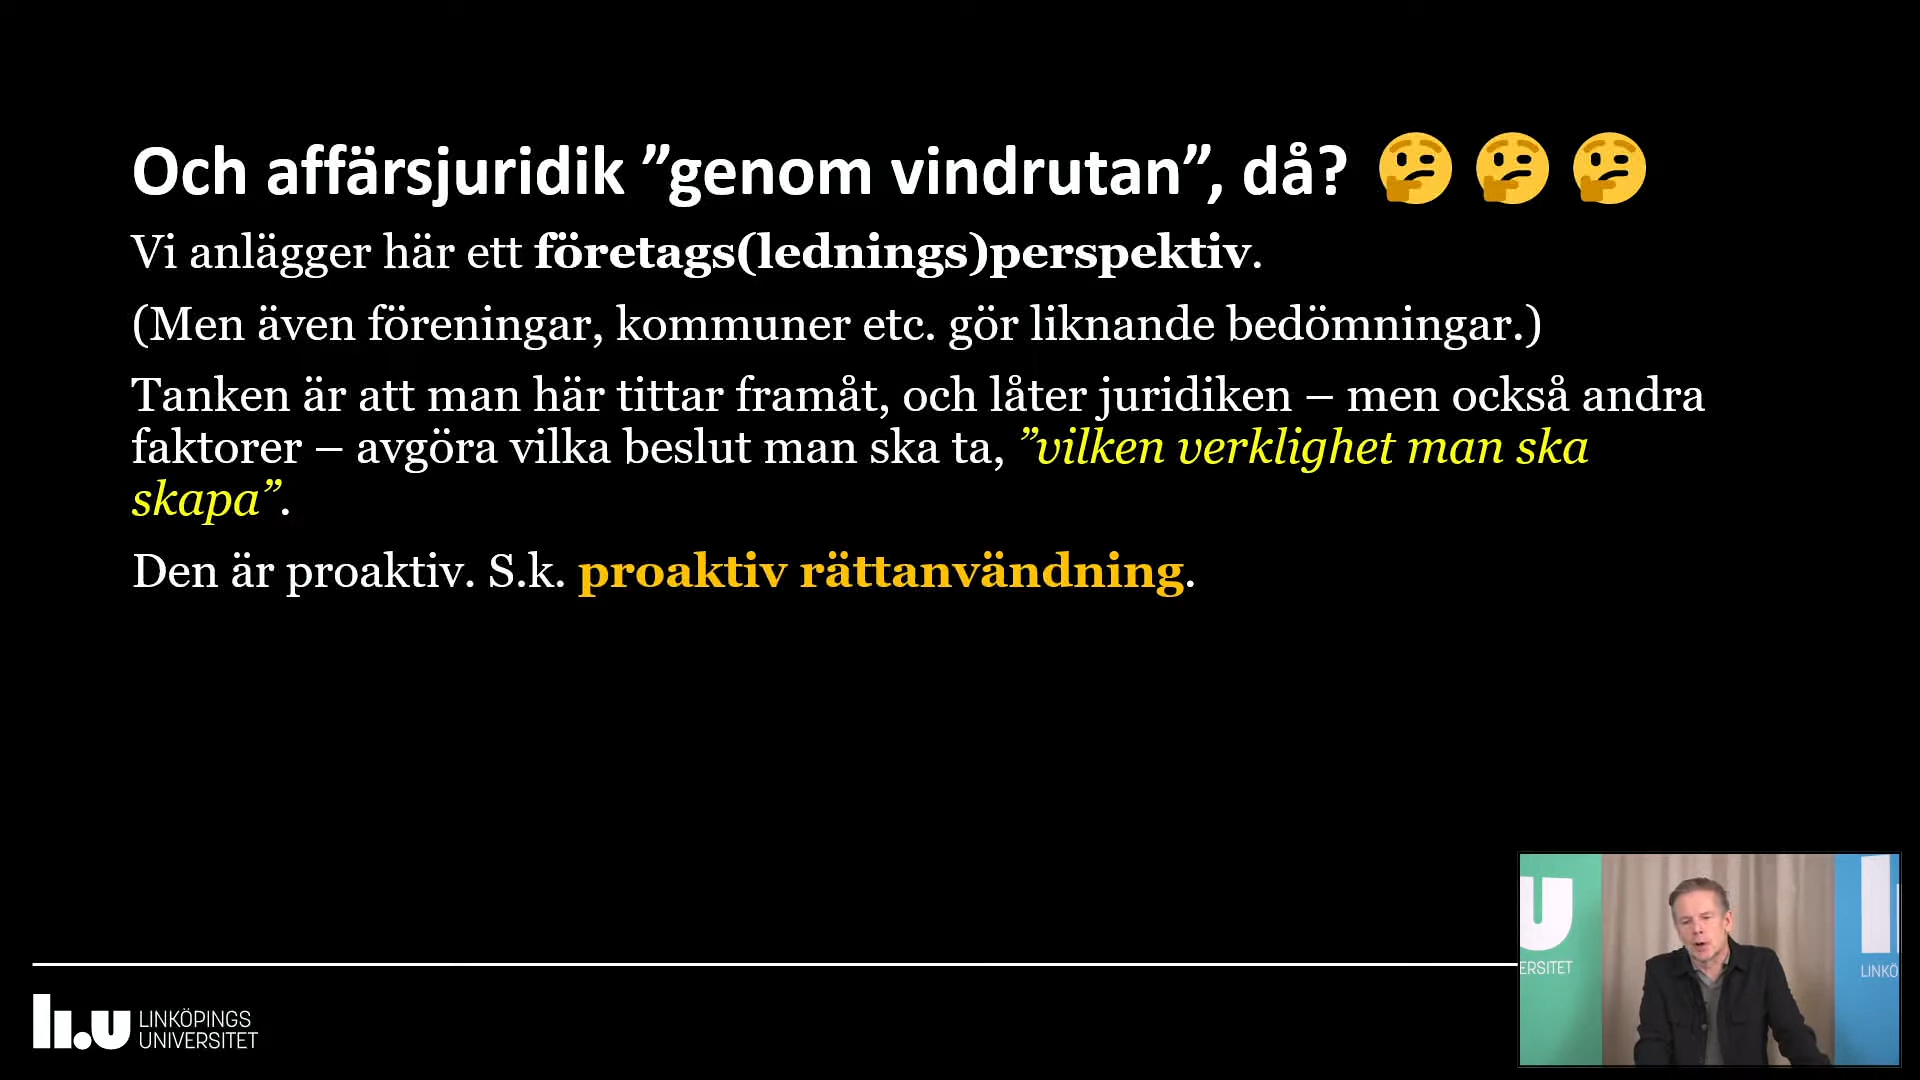 Och affärsjuridik ”genom vindrutan”, då? 🤔 🤔 🤔
Vi anlägger här ett företags(lednings)perspektiv.
(Men även föreningar, kommuner etc. gör liknande bedömningar.)
Tanken är att man här tittar framåt, och låter juridiken – men också andra
faktorer – avgöra vilka beslut man ska ta, ”vilken verklighet man ska
skapa”.
Den är proaktiv. S.k. proaktiv rättanvändning.
U
ERSITET
LINKÖ
li.u LINKÖPINGS
UNIVERSITET